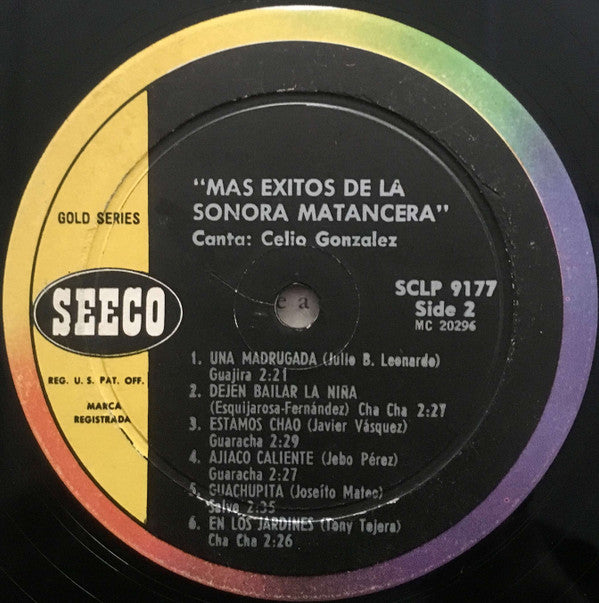 GOLD SERIES
SEECO
REG. U. S. PAT. OFF.
MARCA
REGISTRADA
"MAS EXITOS DE LA
SONORA MATANCERA"
Canta: Celio Gonzalez
e a
SCLP 9177
Side 2
MC 20296
1. UNA MADRUGADA (Julio B. Leonardo)
Guajira 2:21
2. DEJEN BAILAR LA NIÑA
(Esquijarosa-Fernández) Cha Cha 2:27
3. ESTAMOS CHAO (Javier Vásquez)
Guaracha 2:29
4. AJIACO CALIENTE (Jebo Pérez)
Guaracha 2:27
5. GUACHUPITA (Joseíto Mateo)
Salve 2:35
6. EN LOS JARDINES (Tony Tejera)
Cha Cha 2:26